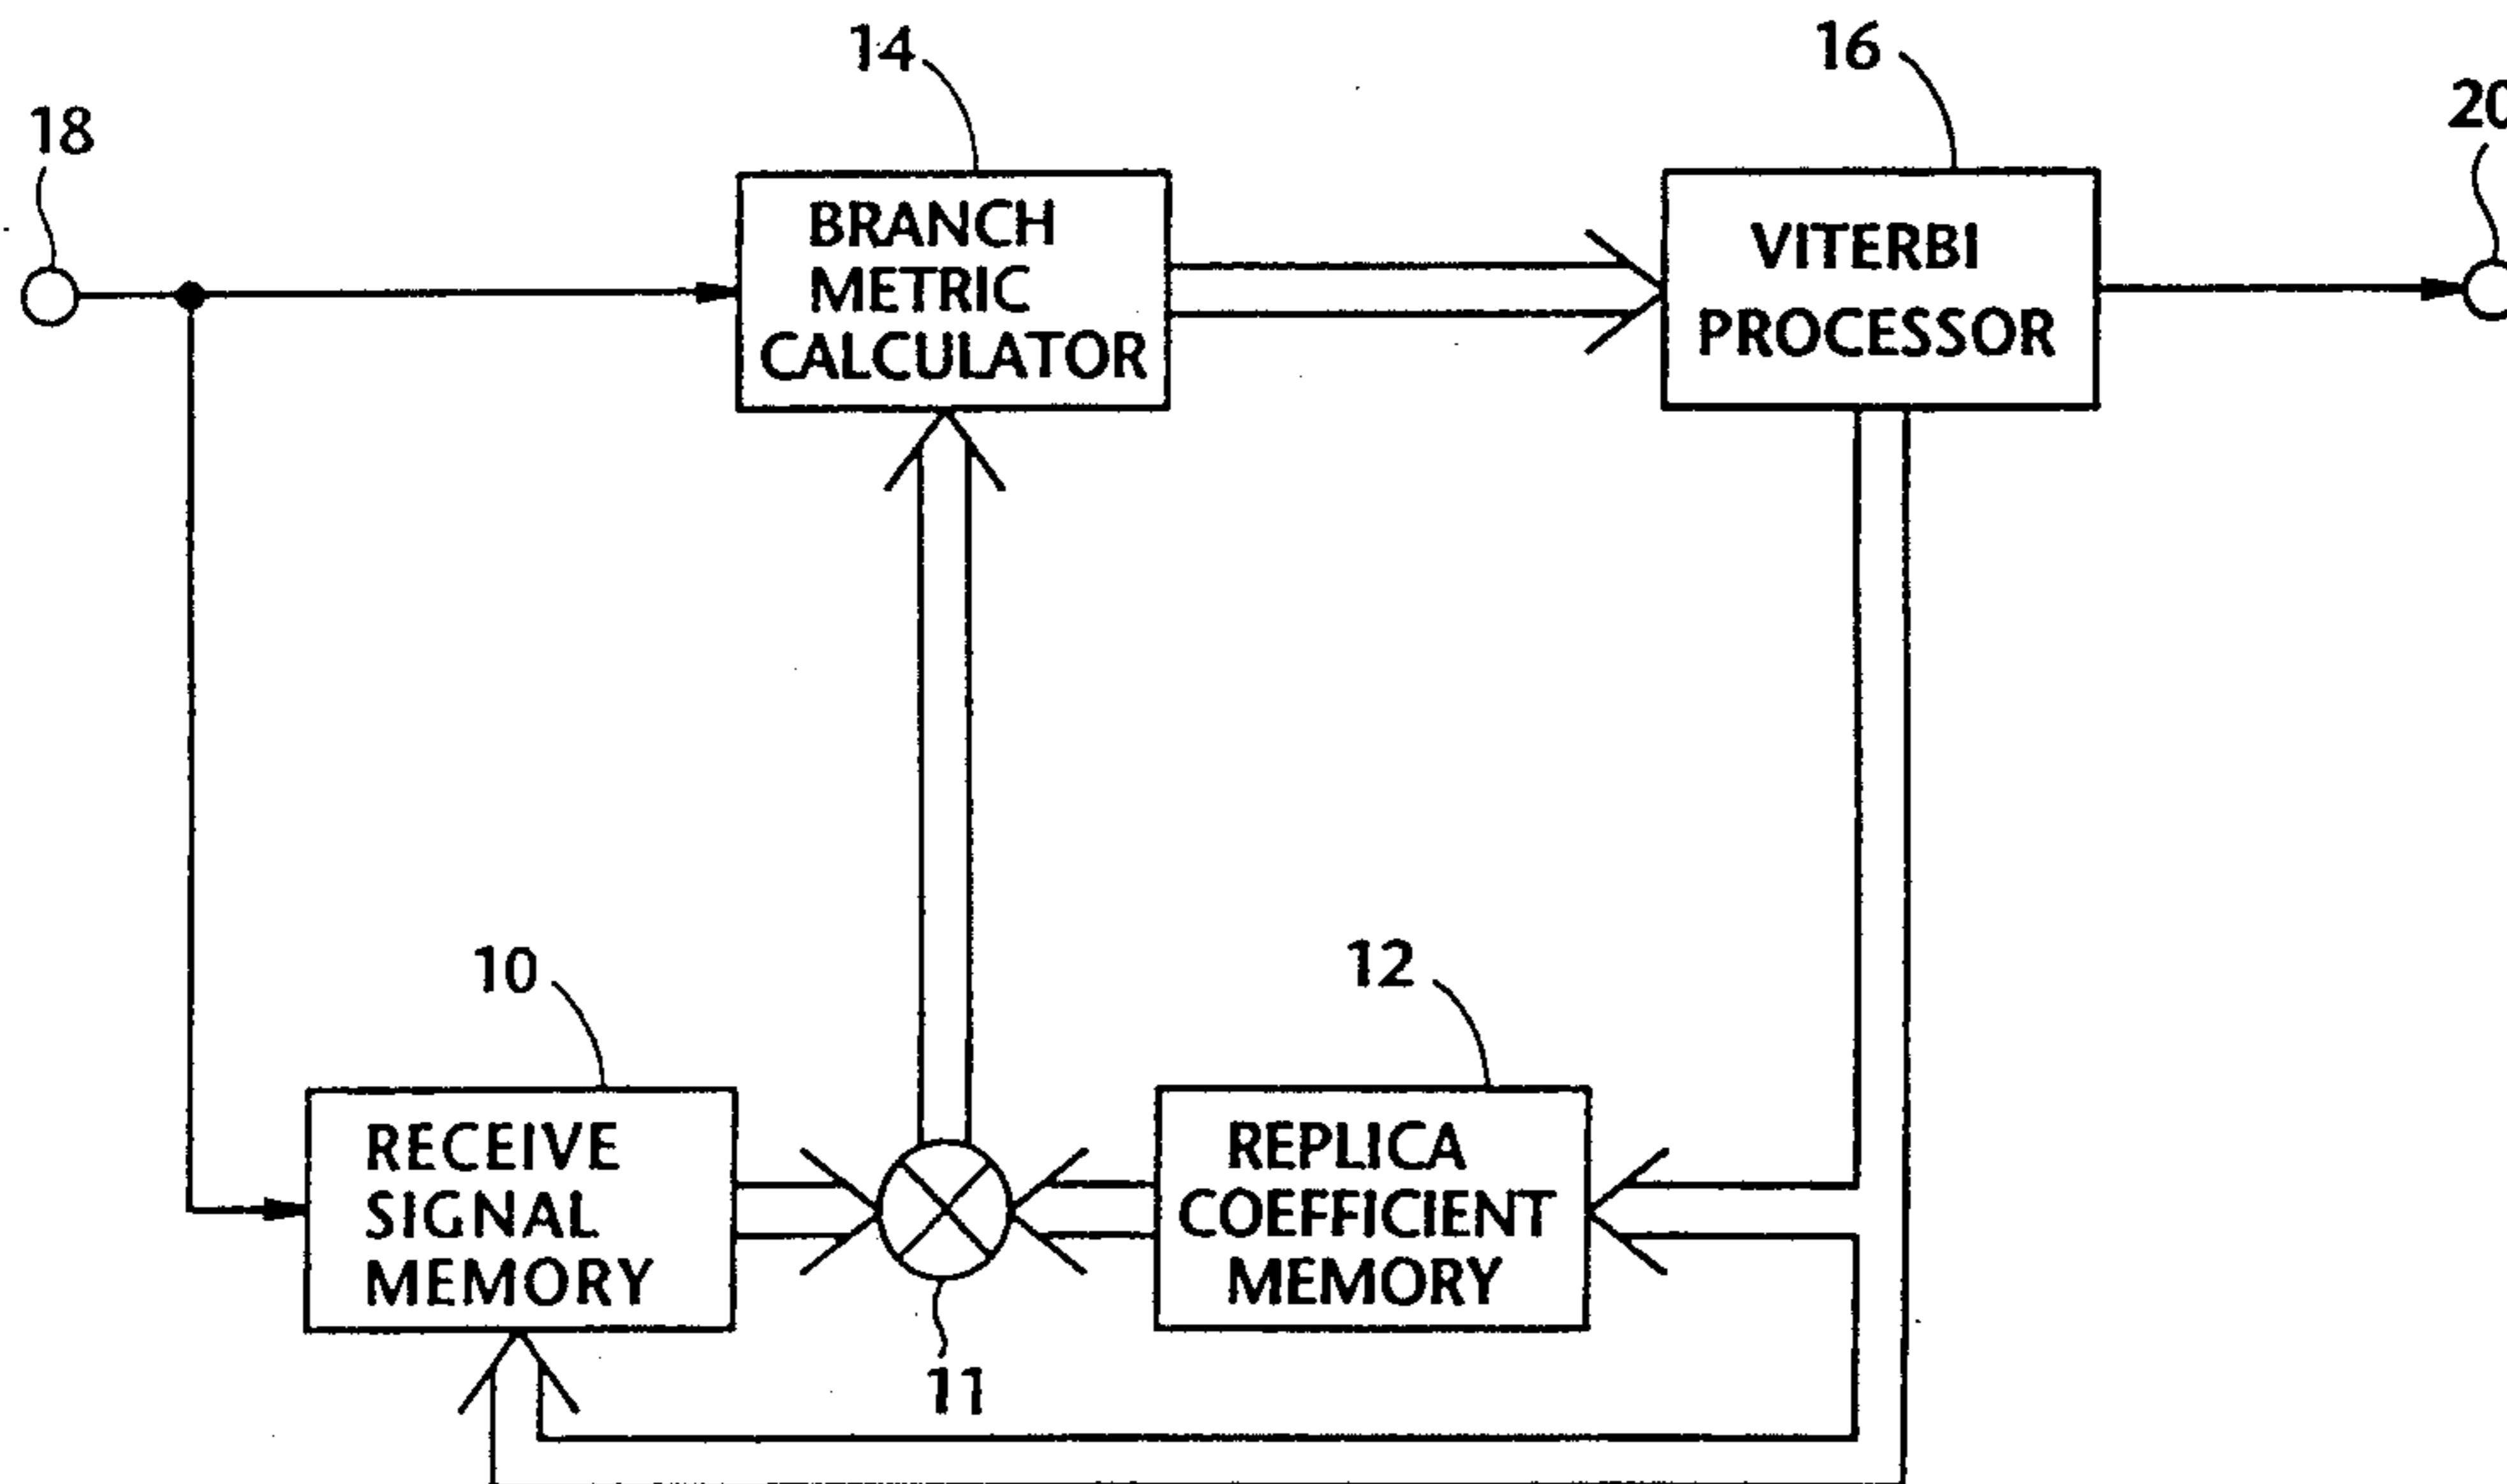 14
16
18
20
BRANCH
METRIC
CALCULATOR
VITERBI
PROCESSOR
10
12
RECEIVE
SIGNAL
MEMORY
REPLICA
COEFFICIENT
MEMORY
11